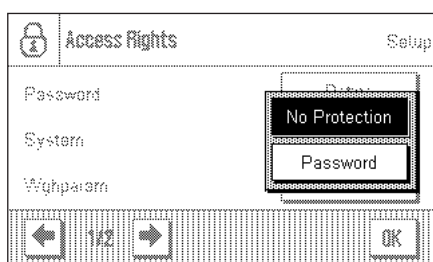 Access Rights
Setup
Password
System
Wghparam
No Protection
Password
1/2
OK